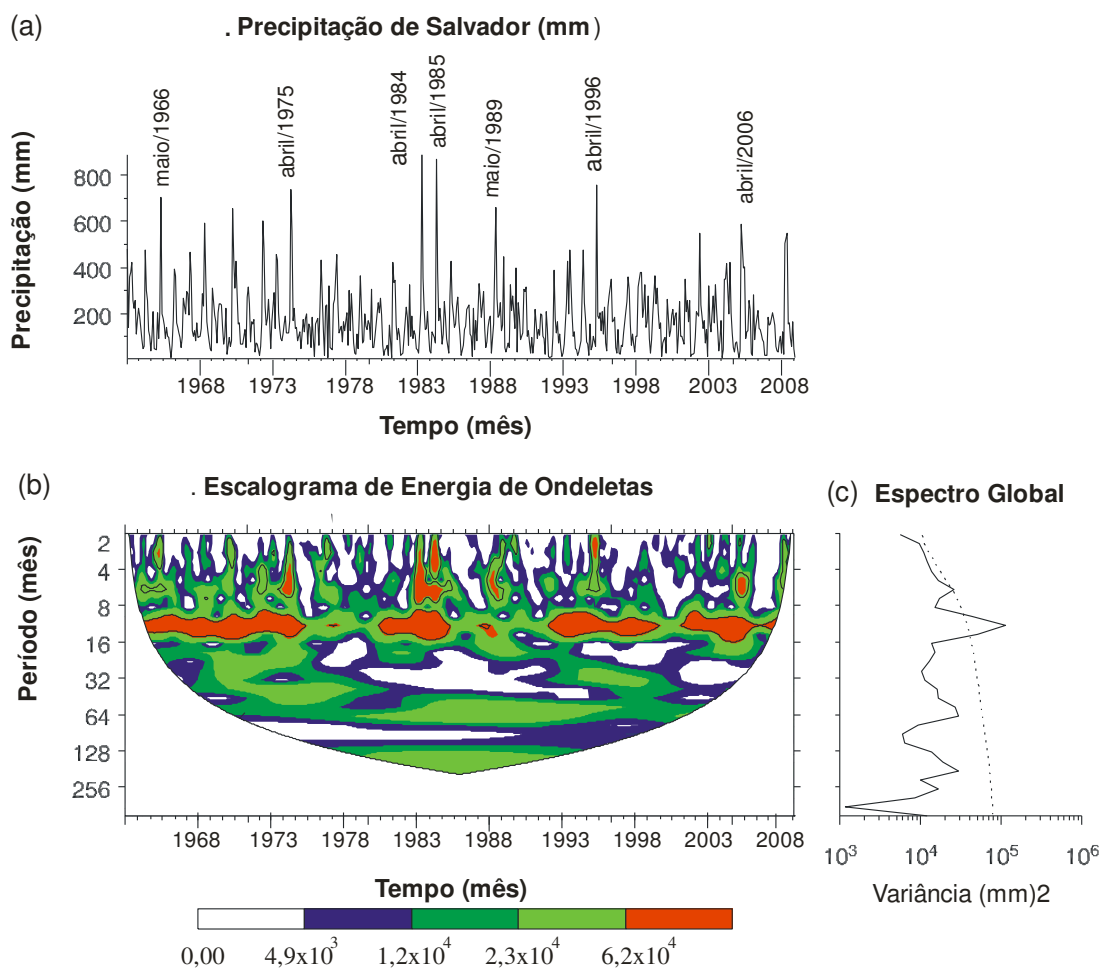 (a)
. Precipitação de Salvador (mm)
maio/1966
abril/1975
abril/1984
abril/1985
maio/1989
abril/1996
abril/2006
Precipitação (mm)
800
600
400
200
1968 1973 1978 1983 1988 1993 1998 2003 2008
Tempo (mês)
(b)
. Escalograma de Energia de Ondeletas
(c) Espectro Global
Período (mês)
2
4
8
16
32
64
128
256
1968 1973 1978 1983 1988 1993 1998 2003 2008
10³ 10⁴ 10⁵ 10⁶
Tempo (mês)
Variância (mm)2
0,00 4,9x10³ 1,2x10⁴ 2,3x10⁴ 6,2x10⁴